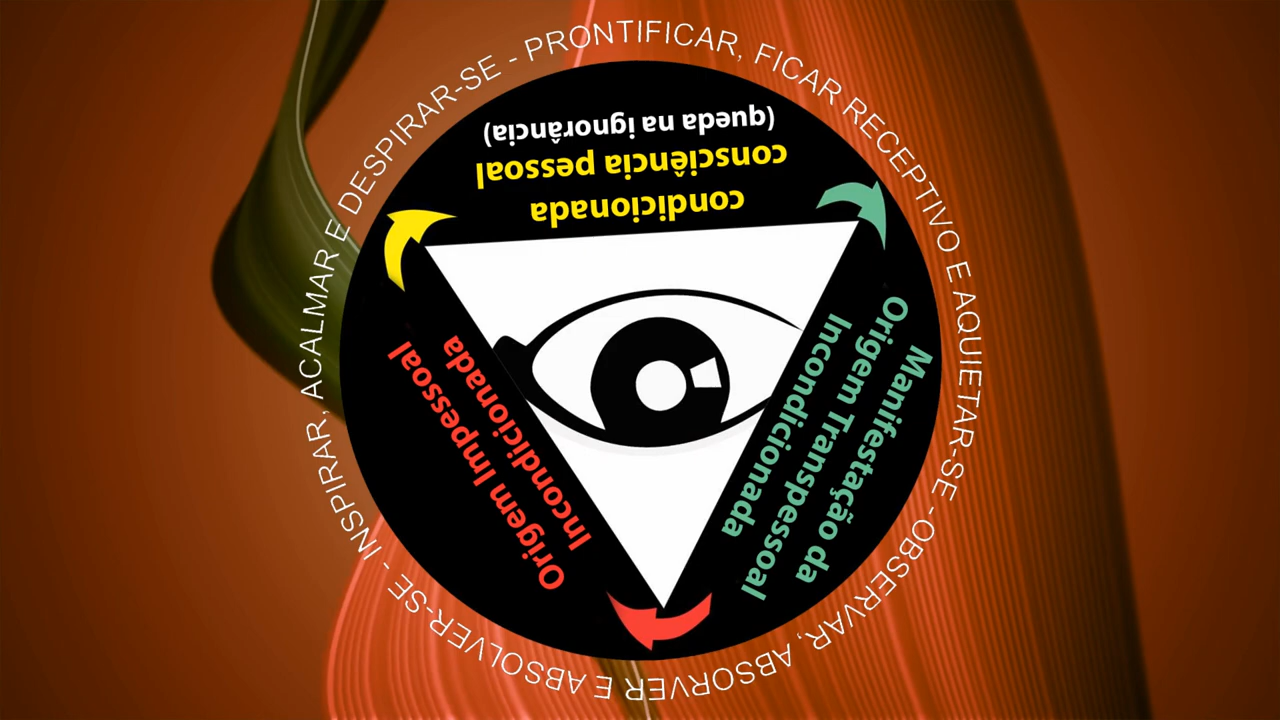 INSPIRAR, ACALMAR E DESPIRAR-SE - PRONTIFICAR, FICAR RECEPTIVO E AQUIETAR-SE -OBSERVAR, ABSORVER E ABSOLVER-SE -
condicionada
consciência pessoal
(queda na ignorância)
Manifestação da
Origem Transpessoal
Incondicionada
Origem Impessoal
Incondicionada